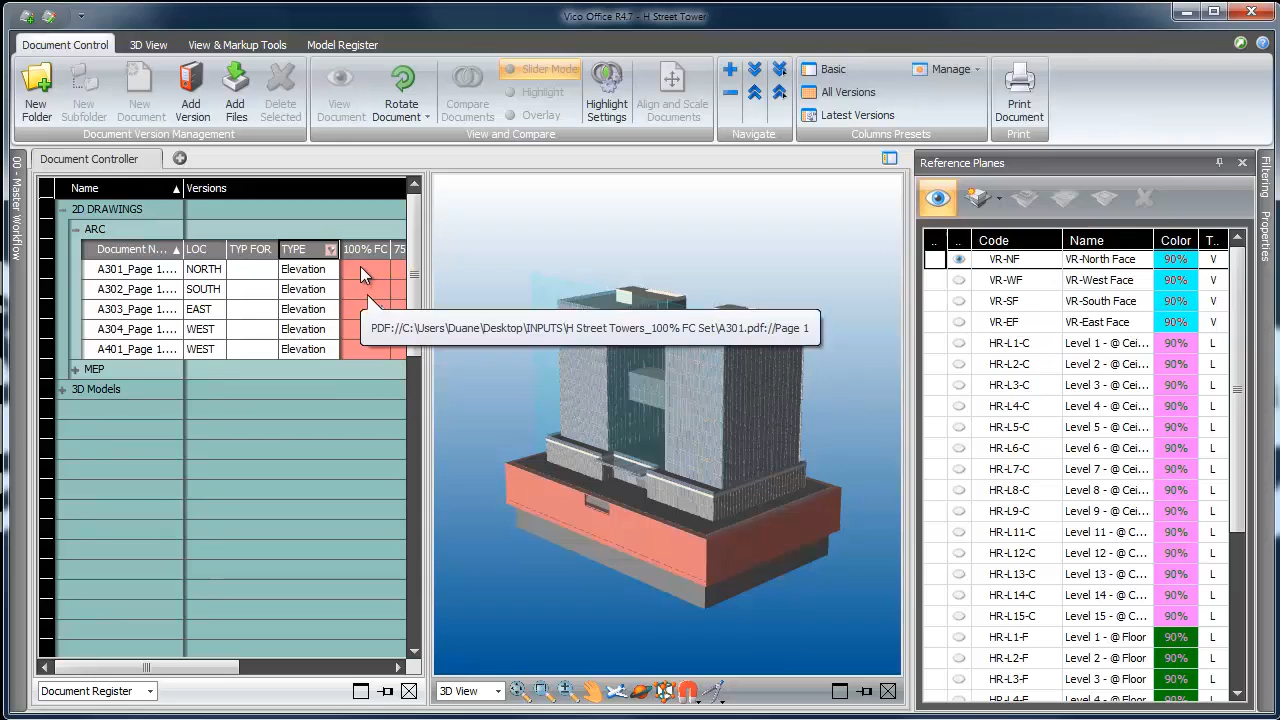 Vico Office R4.7 - H Street Tower
Document Control 3D View View & Markup Tools Model Register
New Folder
New Subfolder
New Document
Add Version
Add Files
Delete Selected
Document Version Management
View Document
Rotate Document
Compare Documents
Slider Mode
Highlight
Overlay
Highlight Settings
Align and Scale Documents
View and Compare
Navigate
Basic
All Versions
Latest Versions
Manage
Columns Presets
Print Document
Print
00 - Master Workflow
Document Controller
Name Versions
2D DRAWINGS
ARC
Document N... LOC TYP FOR TYPE 100% FC 75
A301_Page 1.... NORTH Elevation
A302_Page 1.... SOUTH Elevation
A303_Page 1.... EAST Elevation
A304_Page 1.... WEST Elevation
A401_Page 1.... WEST Elevation
MEP
3D Models
PDF://C:\Users\Duane\Desktop\INPUTS\H Street Towers_100% FC Set\A301.pdf://Page 1
Document Register
3D View
Reference Planes
.. .. Code Name Color T..
VR-NF VR-North Face 90% V
VR-WF VR-West Face 90% V
VR-SF VR-South Face 90% V
VR-EF VR-East Face 90% V
HR-L1-C Level 1 - @ Cei... 90% L
HR-L2-C Level 2 - @ Cei... 90% L
HR-L3-C Level 3 - @ Cei... 90% L
HR-L4-C Level 4 - @ Cei... 90% L
HR-L5-C Level 5 - @ Cei... 90% L
HR-L6-C Level 6 - @ Cei... 90% L
HR-L7-C Level 7 - @ Cei... 90% L
HR-L8-C Level 8 - @ Cei... 90% L
HR-L9-C Level 9 - @ Cei... 90% L
HR-L11-C Level 11 - @ C... 90% L
HR-L12-C Level 12 - @ C... 90% L
HR-L13-C Level 13 - @ C... 90% L
HR-L14-C Level 14 - @ C... 90% L
HR-L15-C Level 15 - @ C... 90% L
HR-L1-F Level 1 - @ Floor 90% L
HR-L2-F Level 2 - @ Floor 90% L
HR-L3-F Level 3 - @ Floor 90% L
HR-L4-F Level 4 - @ Floor 90% L
Filtering
Properties